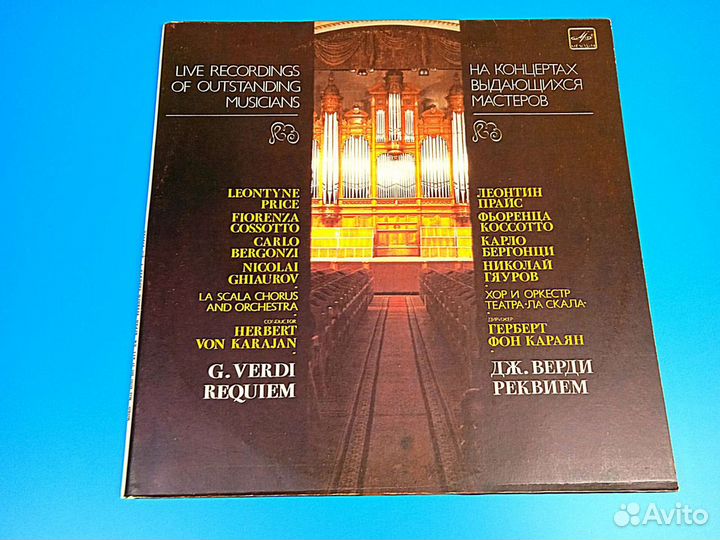 LIVE RECORDINGS
OF OUTSTANDING
MUSICIANS
LEONTYNE
PRICE
FIORENZA
COSSOTTO
CARLO
BERGONZI
NICOLAI
GHIAUROV
LA SCALA CHORUS
AND ORCHESTRA
CONDUCTOR
HERBERT
VON KARAJAN
G. VERDI
REQUIEM
НА КОНЦЕРТАХ
ВЫДАЮЩИХСЯ
МАСТЕРОВ
ЛЕОНТИН
ПРАЙС
ФЬОРЕНЦА
КОССОТТО
КАРЛО
БЕРГОНЦИ
НИКОЛАЙ
ГЯУРОВ
ХОР И ОРКЕСТР
ТЕАТРА «ЛА СКАЛА»
ДИРИЖЕР
ГЕРБЕРТ
ФОН КАРАЯН
ДЖ. ВЕРДИ
РЕКВИЕМ
Avito